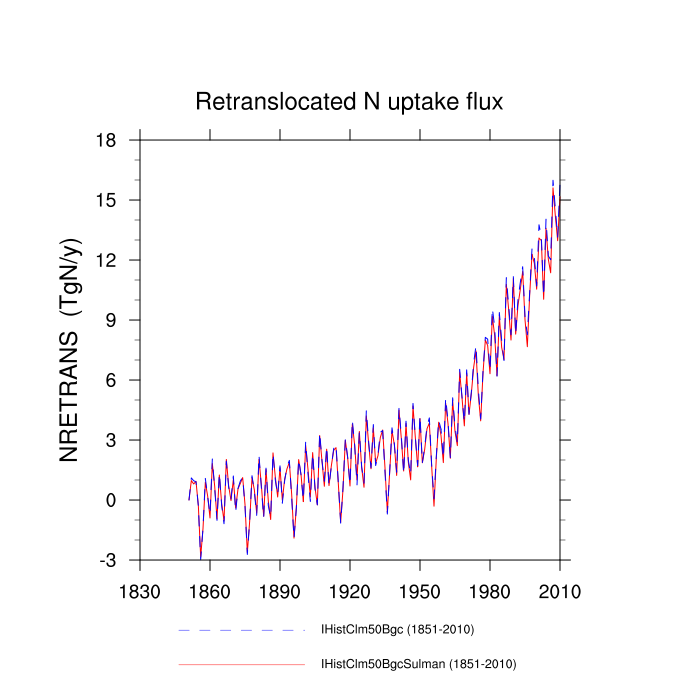 Retranslocated N uptake flux
NRETRANS (TgN/y)
18
15
12
9
6
3
0
-3
1830 1860 1890 1920 1950 1980 2010
IHistClm50Bgc (1851-2010)
IHistClm50BgcSulman (1851-2010)